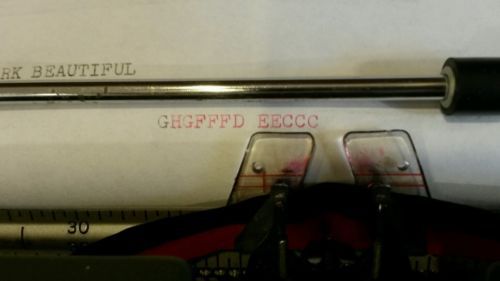 RK BEAUTIFUL
GHGFFFD EECCC
30